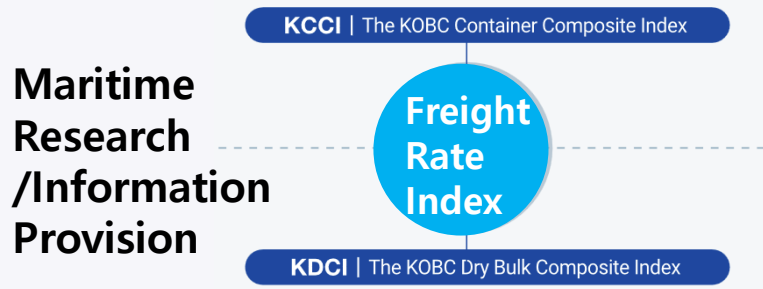 KCCI | The KOBC Container Composite Index
Maritime
Research
/Information
Provision
Freight
Rate
Index
KDCI | The KOBC Dry Bulk Composite Index